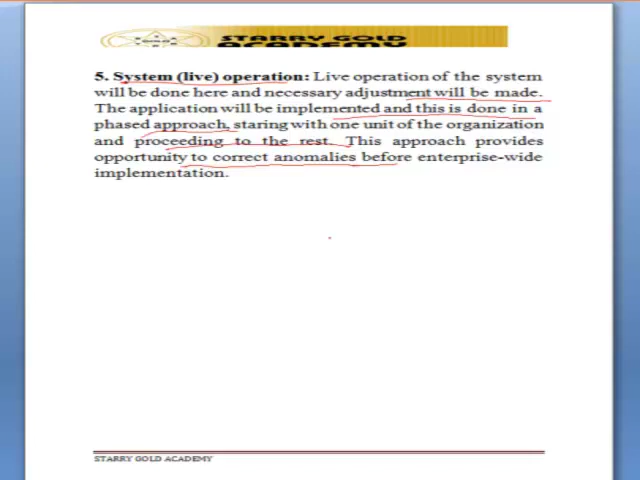 STARRY GOLD
ACADEMY
5. System (live) operation: Live operation of the system
will be done here and necessary adjustment will be made.
The application will be implemented and this is done in a
phased approach, staring with one unit of the organization
and proceeding to the rest. This approach provides
opportunity to correct anomalies before enterprise-wide
implementation.
STARRY GOLD ACADEMY